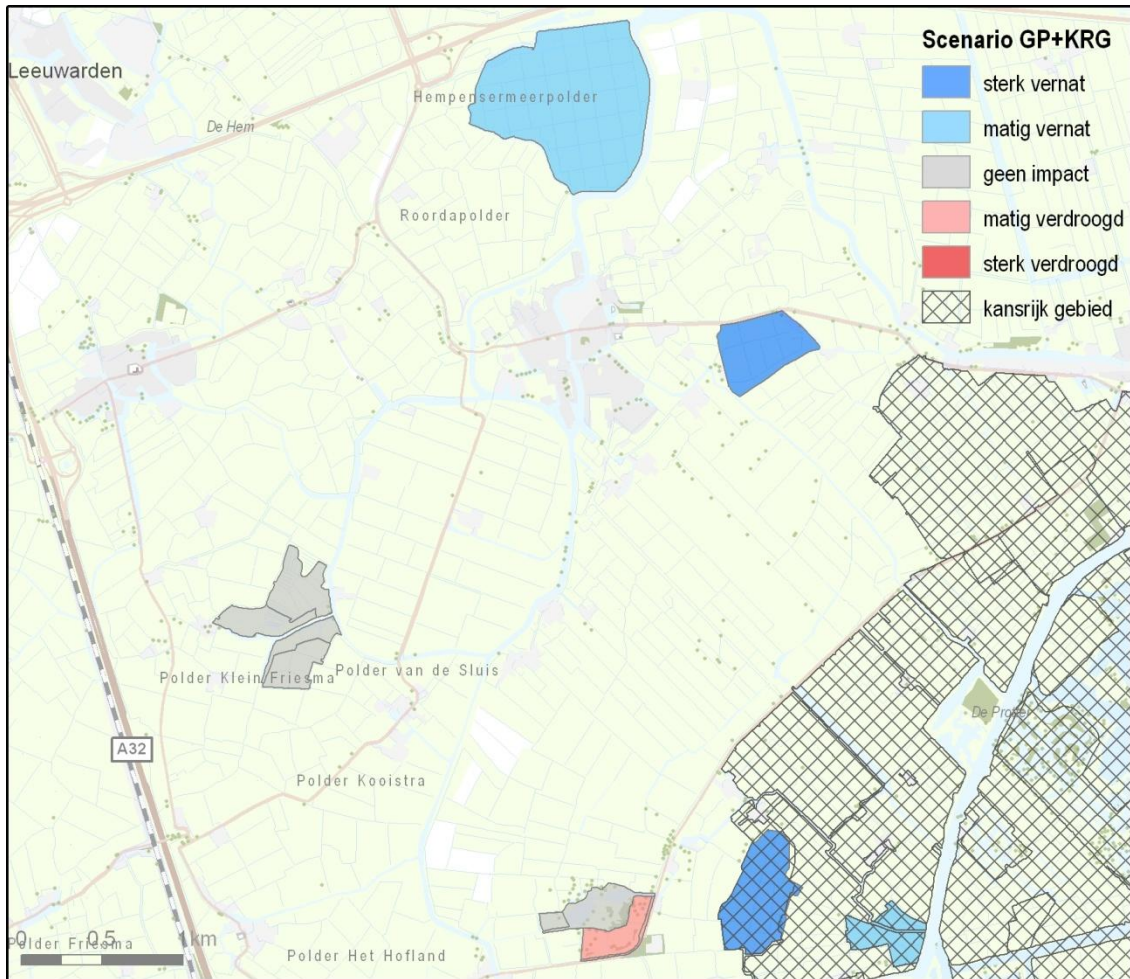 Scenario GP+KRG
sterk vernat
matig vernat
geen impact
matig verdroogd
sterk verdroogd
kansrijk gebied
Leeuwarden
De Hem
Hempensermeerpolder
Roordapolder
Polder Klein Friesma
Polder van de Sluis
A32
Polder Kooistra
Polder Het Hofland
0 0.5 1km
Polder Friesma